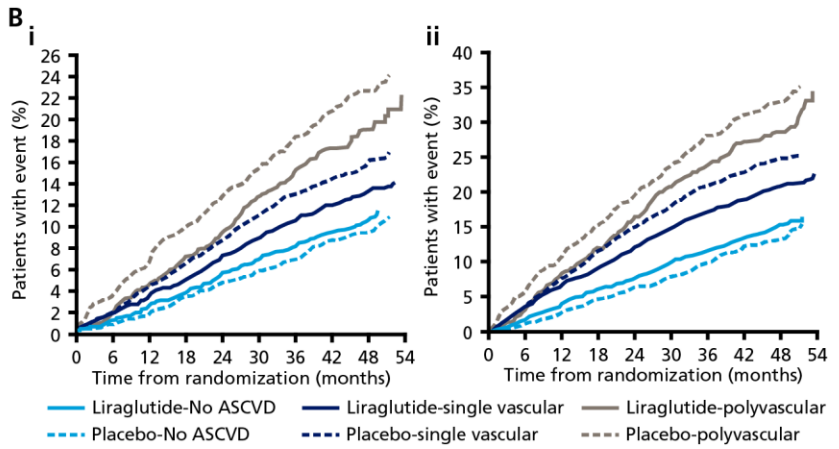 B
i
Patients with event (%)
26
24
22
20
18
16
14
12
10
8
6
4
2
0
0 6 12 18 24 30 36 42 48 54
Time from randomization (months)
ii
Patients with event (%)
40
35
30
25
20
15
10
5
0
0 6 12 18 24 30 36 42 48 54
Time from randomization (months)
Liraglutide-No ASCVD Liraglutide-single vascular Liraglutide-polyvascular
Placebo-No ASCVD Placebo-single vascular Placebo-polyvascular